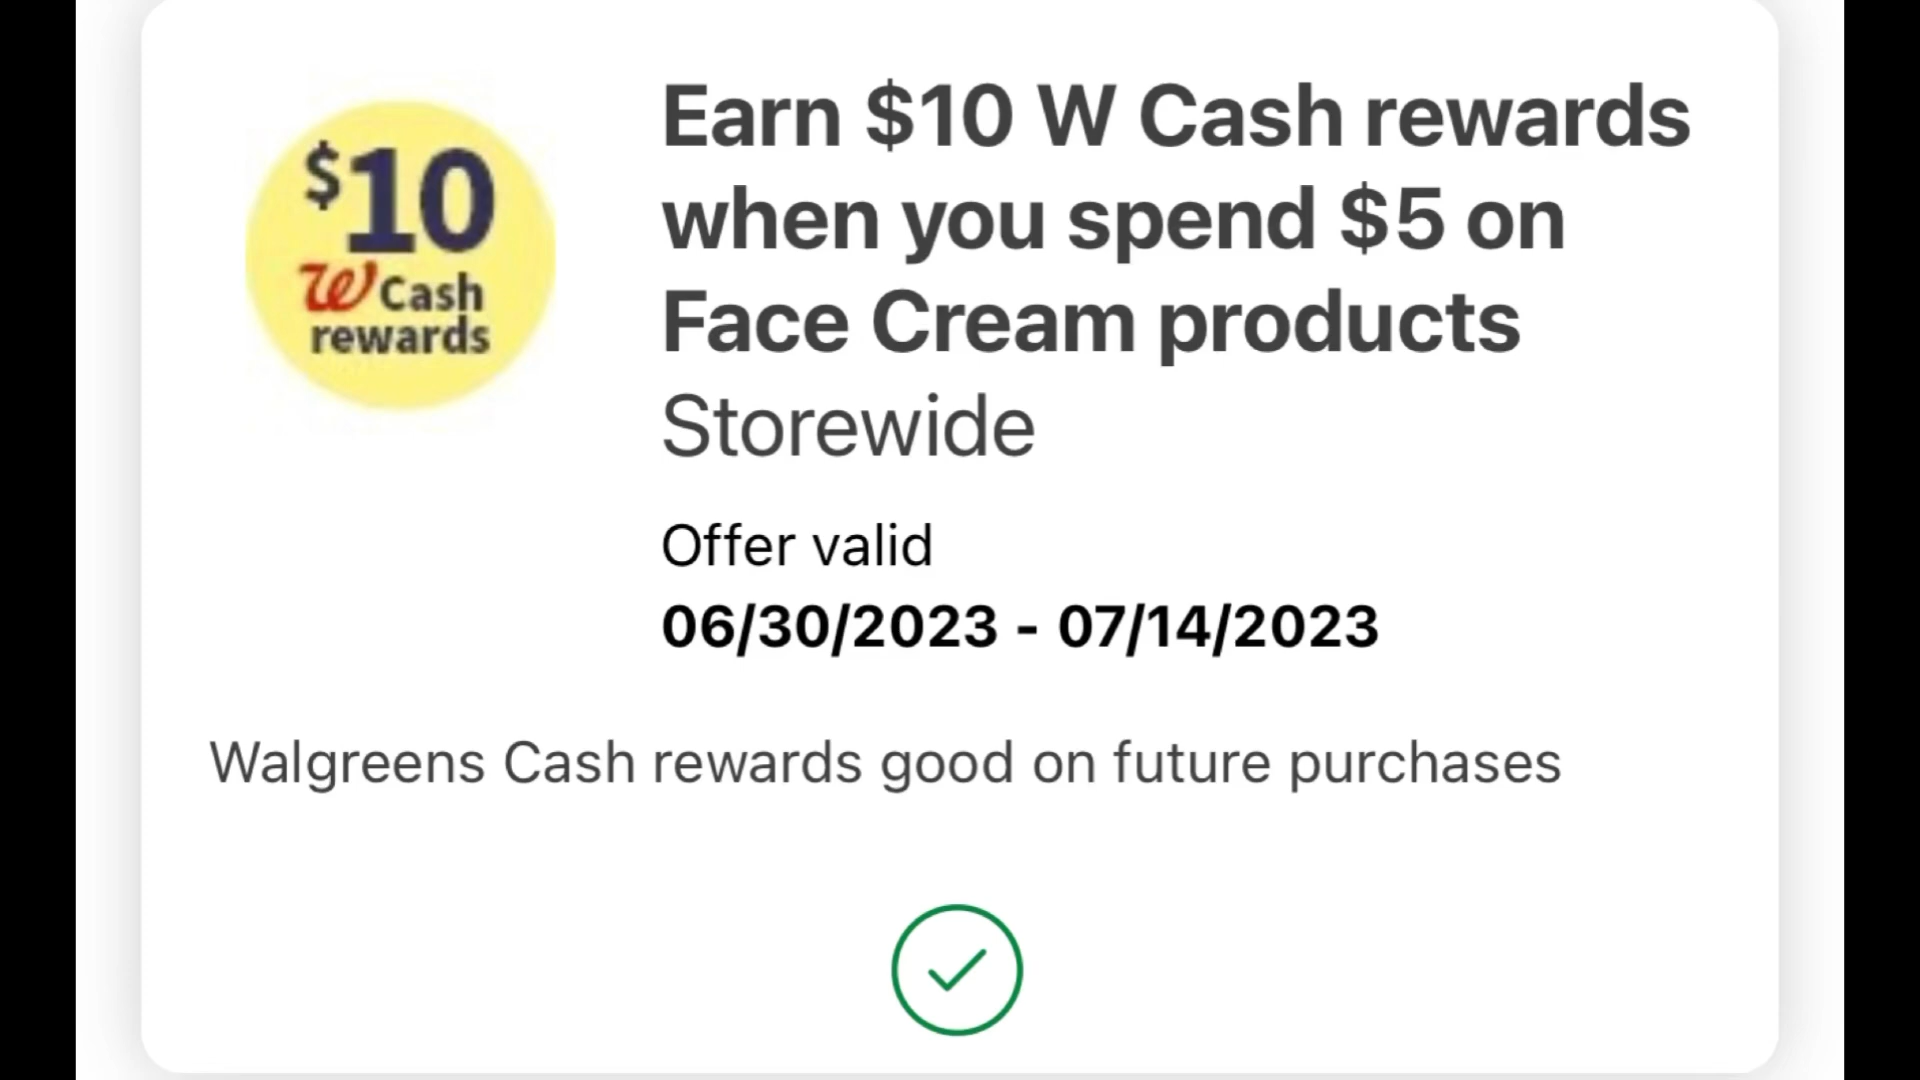 $10
W Cash
rewards
Earn $10 W Cash rewards
when you spend $5 on
Face Cream products
Storewide
Offer valid
06/30/2023 - 07/14/2023
Walgreens Cash rewards good on future purchases